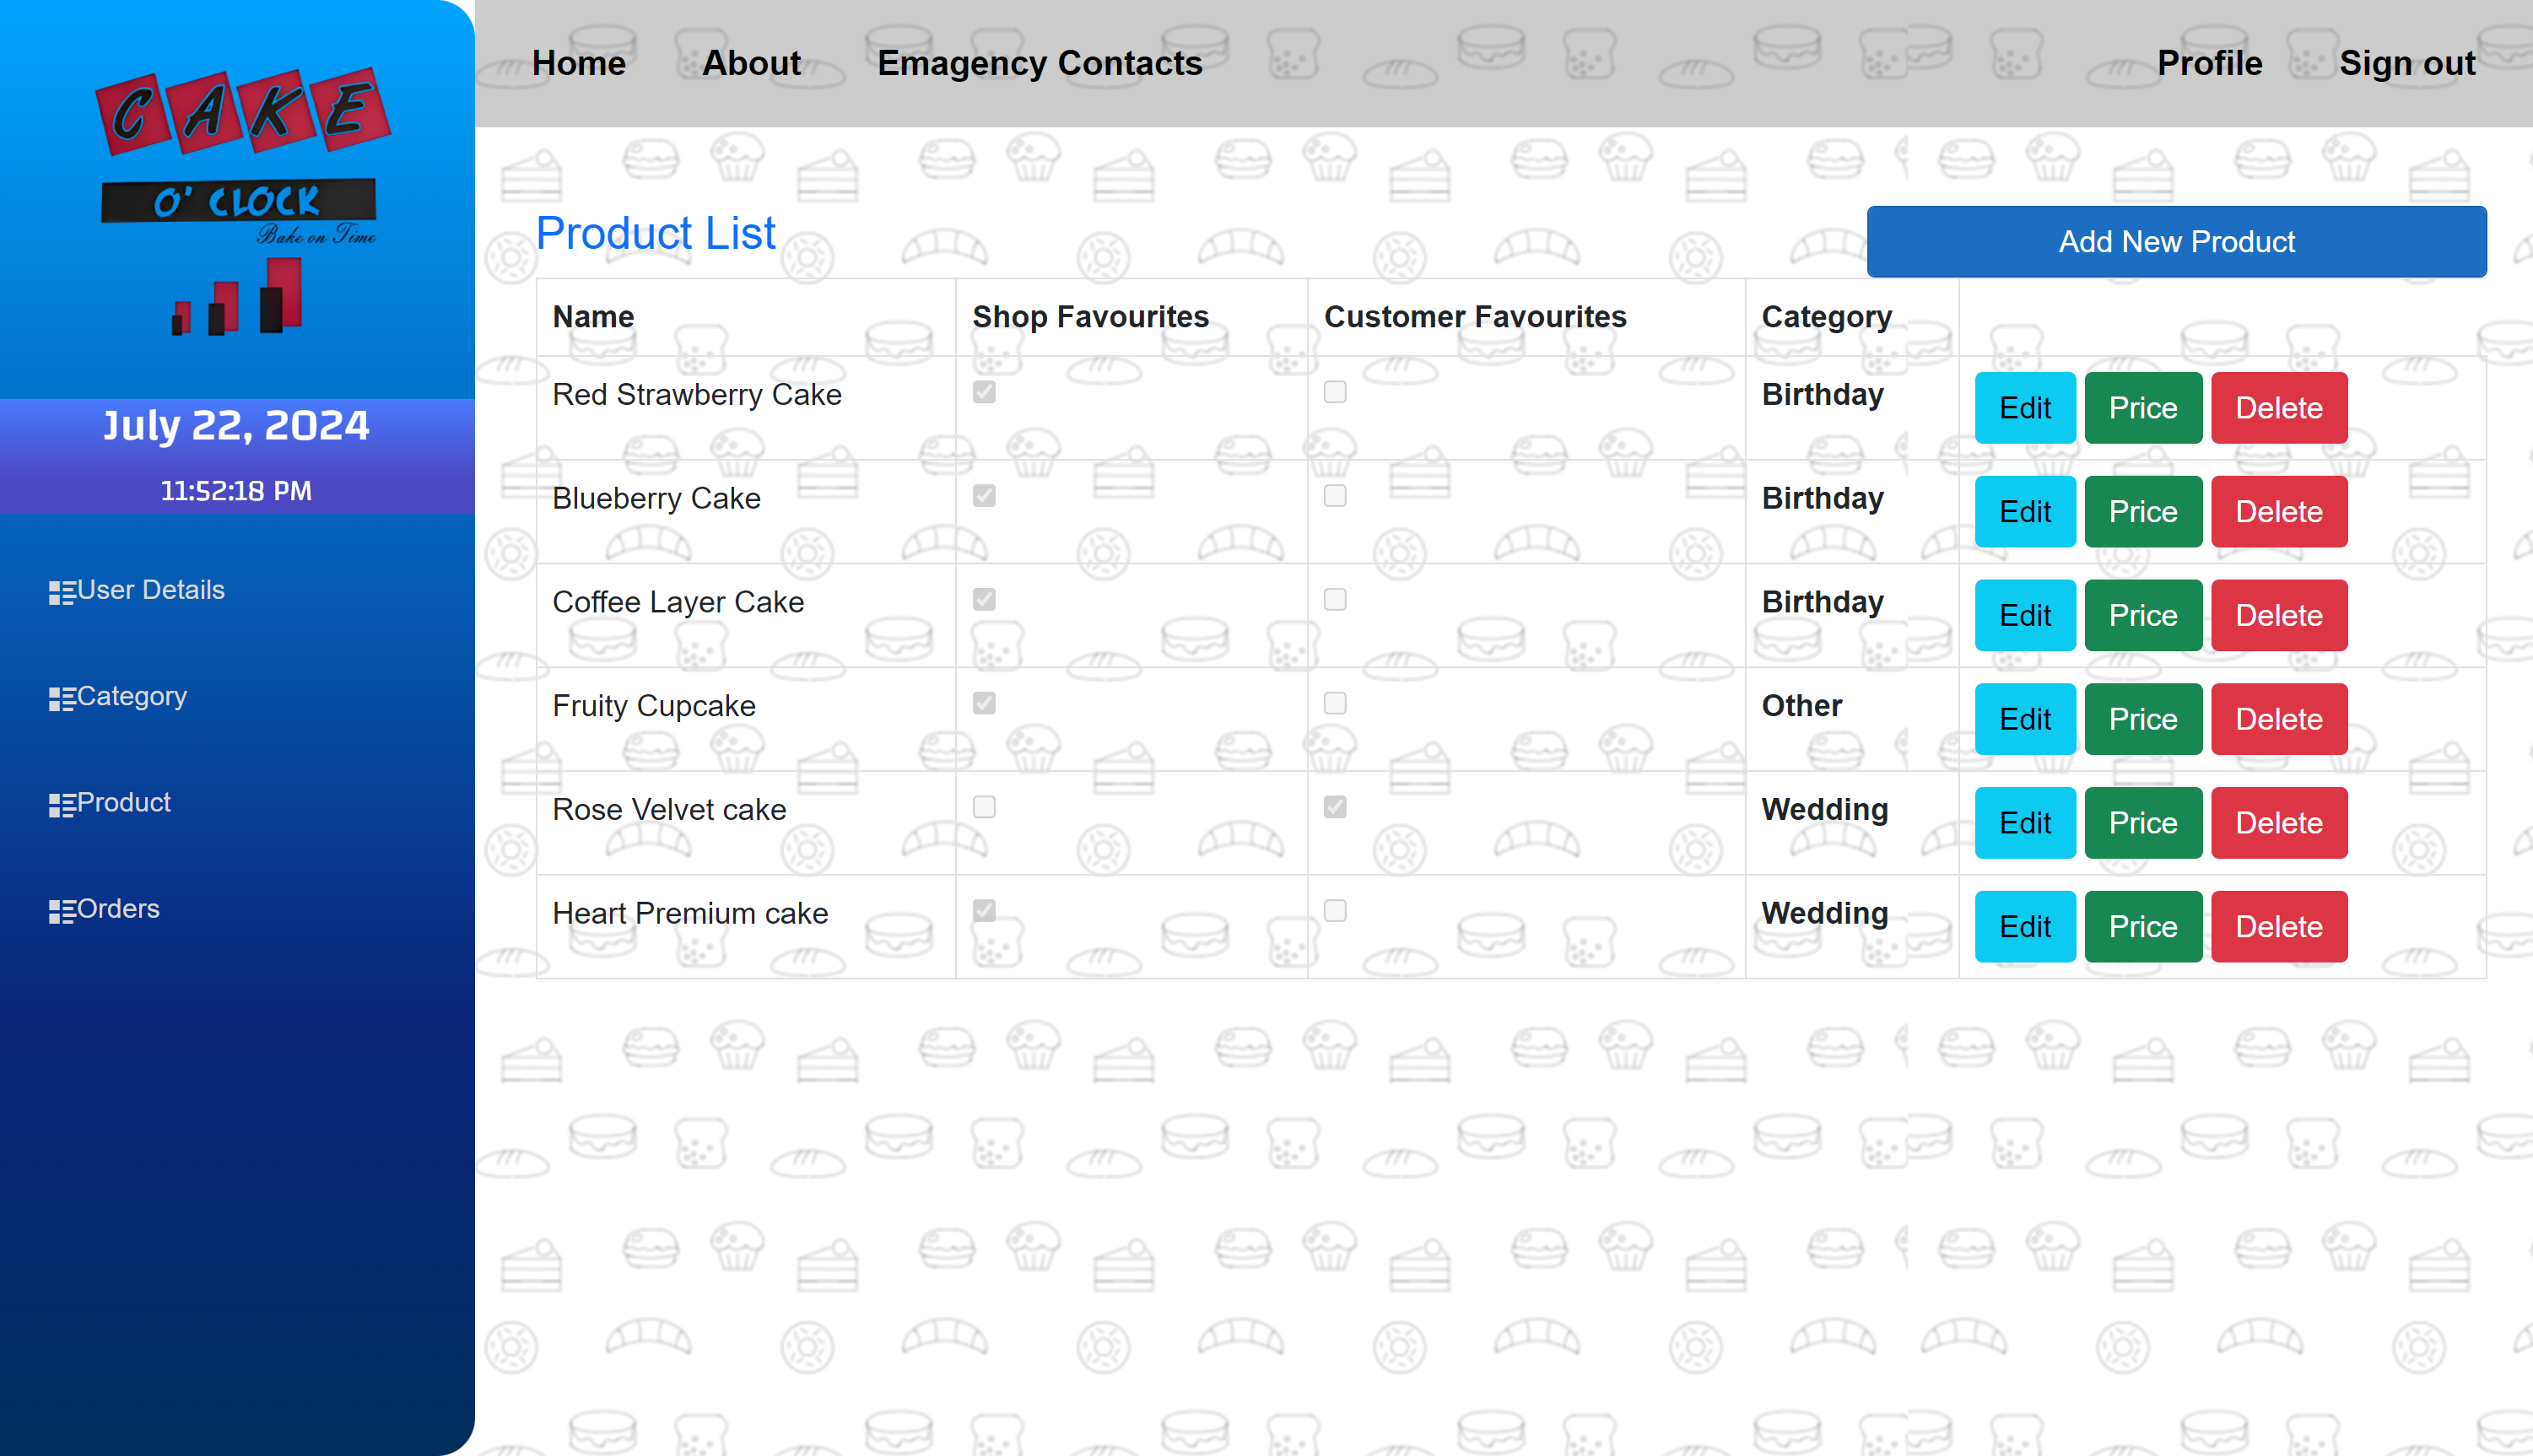 CAKE
O' CLOCK
Bake on Time
July 22, 2024
11:52:18 PM
User Details
Category
Product
Orders
Home About Emagency Contacts Profile Sign out
Product List Add New Product
Name Shop Favourites Customer Favourites Category
Red Strawberry Cake Birthday Edit Price Delete
Blueberry Cake Birthday Edit Price Delete
Coffee Layer Cake Birthday Edit Price Delete
Fruity Cupcake Other Edit Price Delete
Rose Velvet cake Wedding Edit Price Delete
Heart Premium cake Wedding Edit Price Delete